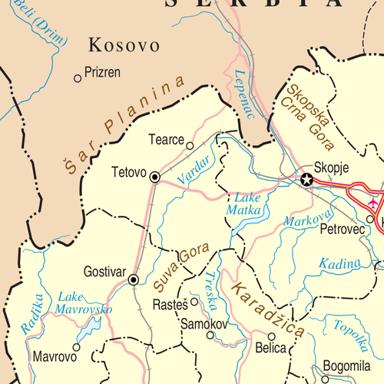 SERBIA
Beli (Drim)
Kosovo
Prizren
Lepenac
Šar Planina
Skopska
Crna Gora
Tearce
Tetovo
Vardar
Skopje
Lake
Matka
Markova
Petrovec
Suva Gora
Kadina
Gostivar
Treska
Karadžica
Radika
Lake
Mavrovsko
Rasteš
Samokov
Topolka
Mavrovo
Belica
Bogomila